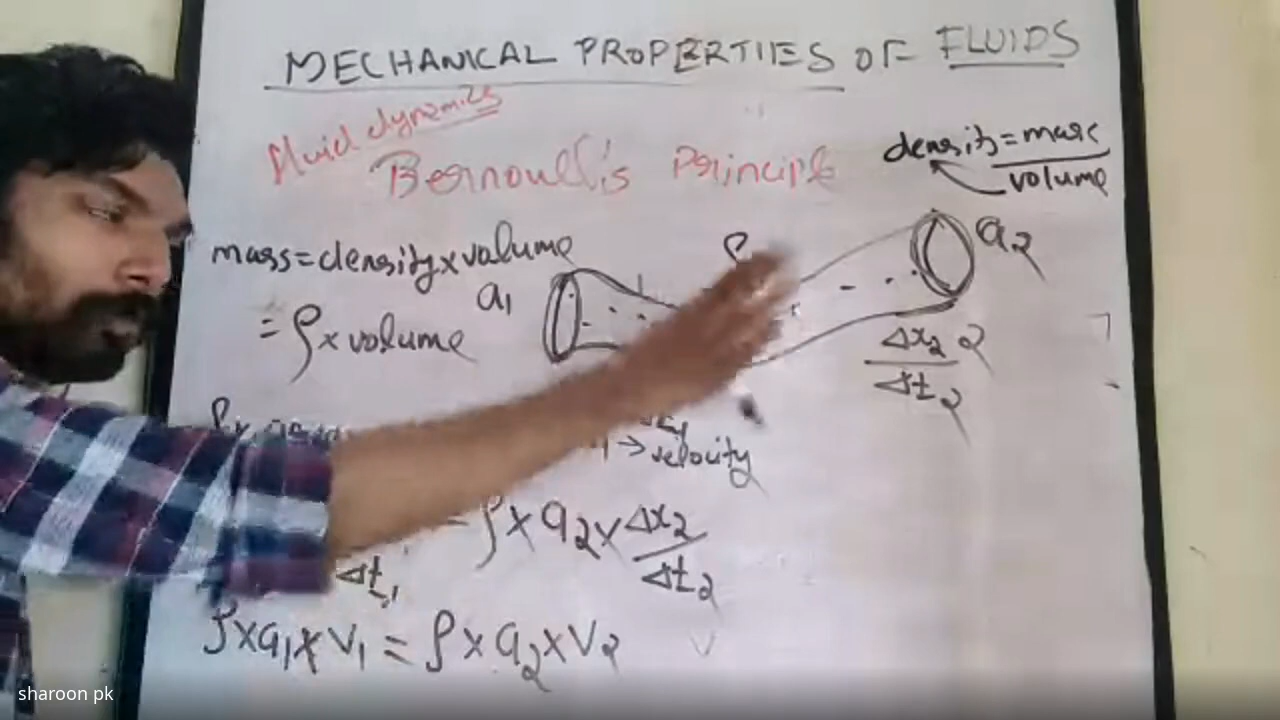 MECHANICAL PROPERTIES OF FLUIDS
fluid dynamics
Bernoulli's Principle
density = mass
volume
mass = density x volume
a₁
ρ
a₂
= ρ x volume
Δx₂ 2
Δt₂
→ velocity
= ρ x a₂ x Δx₂
Δt₂
Δt₁
ρ x a₁ x v₁ = ρ x a₂ x v₂
sharoon pk